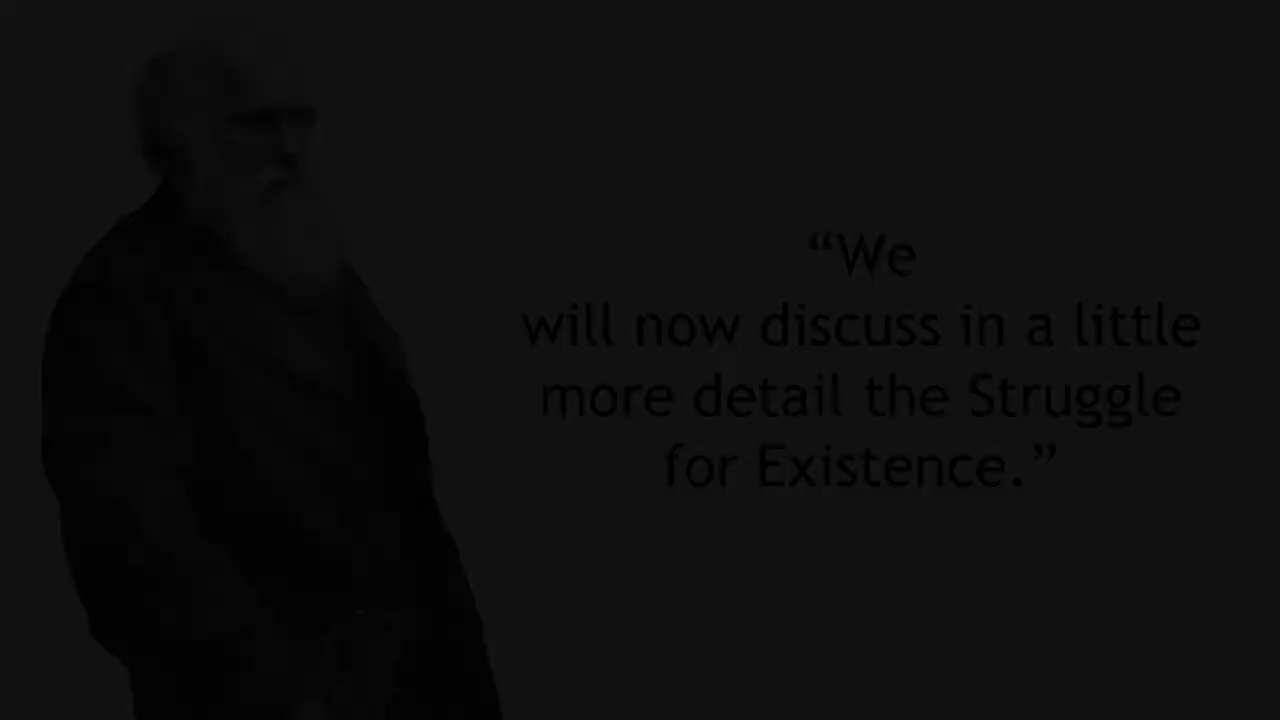 “We
will now discuss in a little
more detail the Struggle
for Existence.”